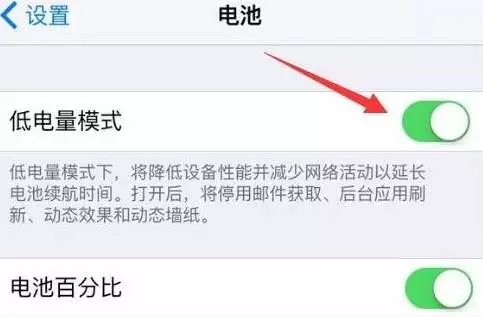 设置
电池
低电量模式
低电量模式下，将降低设备性能并减少网络活动以延长
电池续航时间。打开后，将停用邮件获取、后台应用刷
新、动态效果和动态墙纸。
电池百分比